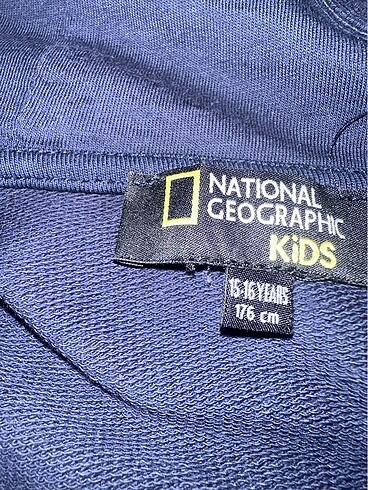 NATIONAL
GEOGRAPHIC
KiDS
15-16 YEARS
176 cm